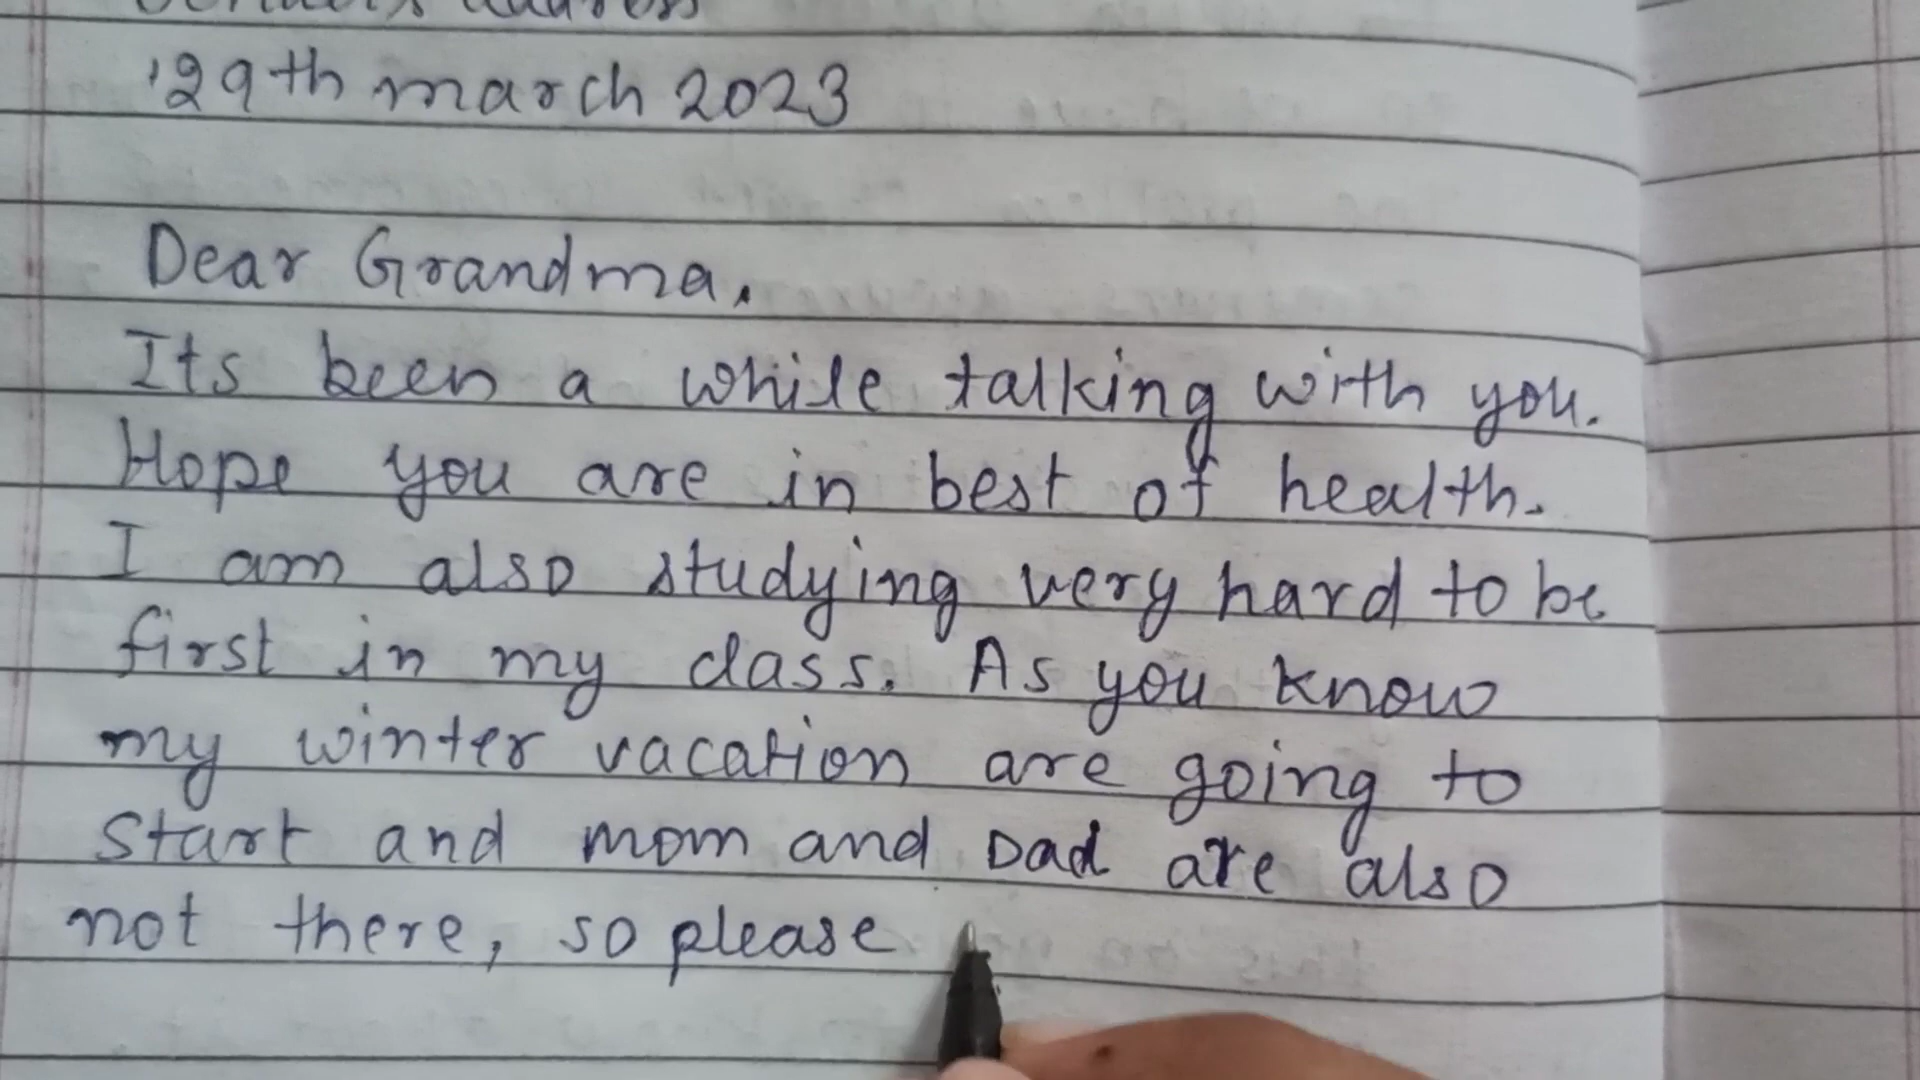 Sender's address
29th march 2023
Dear Grandma,
Its been a while talking with you.
Hope you are in best of health.
I am also studying very hard to be
first in my class. As you know
my winter vacation are going to
start and mom and Dad are also
not there, so please